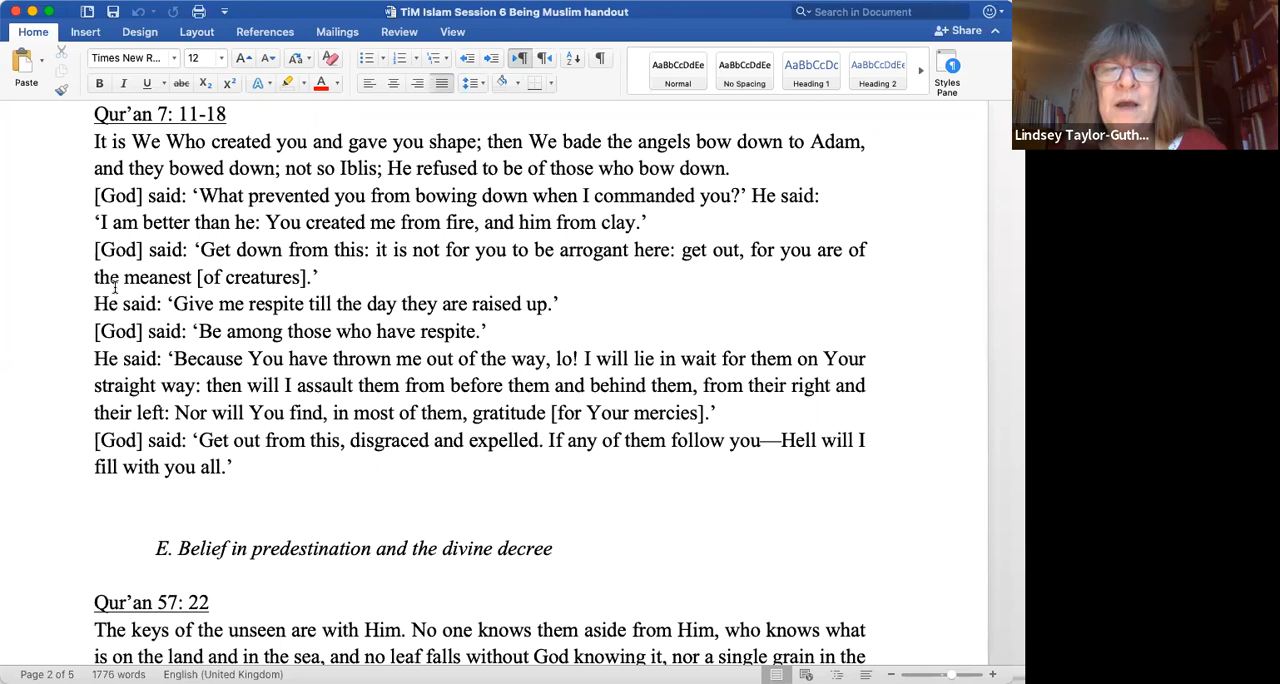 TiM Islam Session 6 Being Muslim handout
Search in Document
Home Insert Design Layout References Mailings Review View
Share
Paste
Times New R...
12
B I U abc X₂ X² A A
AaBbCcDdEe AaBbCcDdEe AaBbCcDc AaBbCcDdEe
Normal No Spacing Heading 1 Heading 2
Styles
Pane
Lindsey Taylor-Guth...
Qur’an 7: 11-18
It is We Who created you and gave you shape; then We bade the angels bow down to Adam,
and they bowed down; not so Iblis; He refused to be of those who bow down.
[God] said: ‘What prevented you from bowing down when I commanded you?’ He said:
‘I am better than he: You created me from fire, and him from clay.’
[God] said: ‘Get down from this: it is not for you to be arrogant here: get out, for you are of
the meanest [of creatures].’
He said: ‘Give me respite till the day they are raised up.’
[God] said: ‘Be among those who have respite.’
He said: ‘Because You have thrown me out of the way, lo! I will lie in wait for them on Your
straight way: then will I assault them from before them and behind them, from their right and
their left: Nor will You find, in most of them, gratitude [for Your mercies].’
[God] said: ‘Get out from this, disgraced and expelled. If any of them follow you—Hell will I
fill with you all.’
E. Belief in predestination and the divine decree
Qur’an 57: 22
The keys of the unseen are with Him. No one knows them aside from Him, who knows what
is on the land and in the sea, and no leaf falls without God knowing it, nor a single grain in the
Page 2 of 5 1776 words English (United Kingdom)